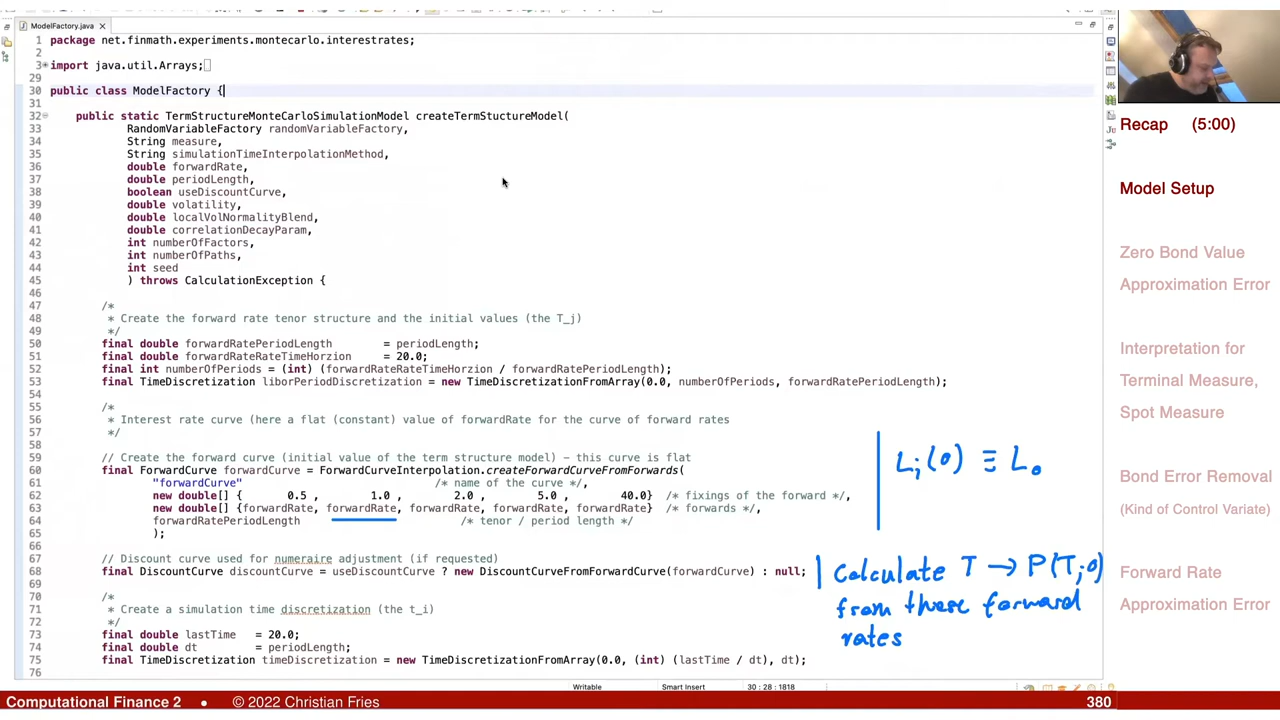 ModelFactory.java
1 package net.finmath.experiments.montecarlo.interestrates;
2
3 import java.util.Arrays;
29
30 public class ModelFactory {
31
32 public static TermStructureMonteCarloSimulationModel createTermStuctureModel(
33 RandomVariableFactory randomVariableFactory,
34 String measure,
35 String simulationTimeInterpolationMethod,
36 double forwardRate,
37 double periodLength,
38 boolean useDiscountCurve,
39 double volatility,
40 double localVolNormalityBlend,
41 double correlationDecayParam,
42 int numberOfFactors,
43 int numberOfPaths,
44 int seed
45 ) throws CalculationException {
46
47 /*
48 * Create the forward rate tenor structure and the initial values (the T_j)
49 */
50 final double forwardRatePeriodLength = periodLength;
51 final double forwardRateRateTimeHorzion = 20.0;
52 final int numberOfPeriods = (int) (forwardRateRateTimeHorzion / forwardRatePeriodLength);
53 final TimeDiscretization liborPeriodDiscretization = new TimeDiscretizationFromArray(0.0, numberOfPeriods, forwardRatePeriodLength);
54
55 /*
56 * Interest rate curve (here a flat (constant) value of forwardRate for the curve of forward rates
57 */
58
59 // Create the forward curve (initial value of the term structure model) - this curve is flat
60 final ForwardCurve forwardCurve = ForwardCurveInterpolation.createForwardCurveFromForwards(
61 "forwardCurve" /* name of the curve */,
62 new double[] { 0.5 , 1.0 , 2.0 , 5.0 , 40.0} /* fixings of the forward */,
63 new double[] {forwardRate, forwardRate, forwardRate, forwardRate, forwardRate} /* forwards */,
64 forwardRatePeriodLength /* tenor / period length */
65 );
66
67 // Discount curve used for numeraire adjustment (if requested)
68 final DiscountCurve discountCurve = useDiscountCurve ? new DiscountCurveFromForwardCurve(forwardCurve) : null;
69
70 /*
71 * Create a simulation time discretization (the t_i)
72 */
73 final double lastTime = 20.0;
74 final double dt = periodLength;
75 final TimeDiscretization timeDiscretization = new TimeDiscretizationFromArray(0.0, (int) (lastTime / dt), dt);
76
L_i(0) ≡ L_0
Calculate T → P(T;0)
from these forward
rates
Writable Smart Insert 30 : 28 : 1818
Recap (5:00)
Model Setup
Zero Bond Value
Approximation Error
Interpretation for
Terminal Measure,
Spot Measure
Bond Error Removal
(Kind of Control Variate)
Forward Rate
Approximation Error
Computational Finance 2 • © 2022 Christian Fries 380